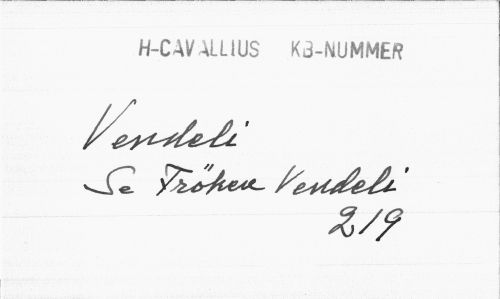 H-CAVALLIUS KB-NUMMER
Vendeli
Se Fröken Vendeli
219